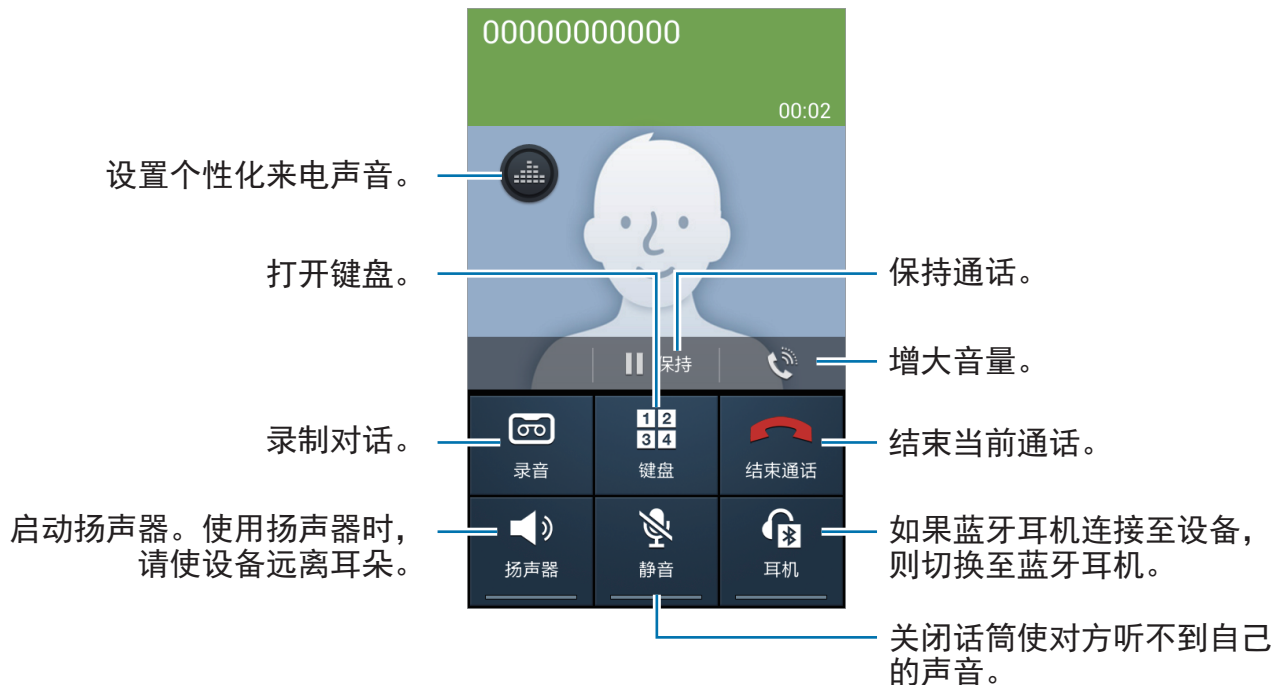 00000000000
00:02
设置个性化来电声音。
打开键盘。
保持通话。
保持
增大音量。
录制对话。
1 2
3 4
结束当前通话。
录音
键盘
结束通话
启动扬声器。使用扬声器时，
请使设备远离耳朵。
如果蓝牙耳机连接至设备，
则切换至蓝牙耳机。
扬声器
静音
耳机
关闭话筒使对方听不到自己
的声音。